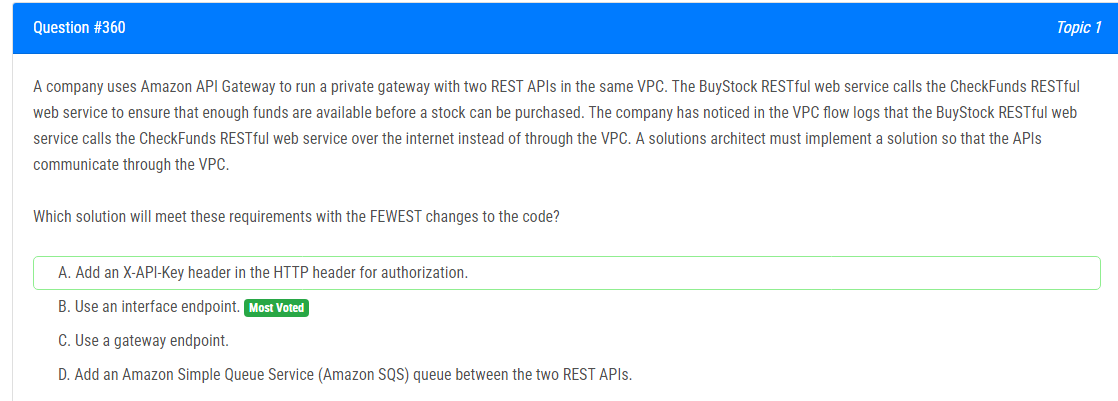 Question #360
Topic 1
A company uses Amazon API Gateway to run a private gateway with two REST APIs in the same VPC. The BuyStock RESTful web service calls the CheckFunds RESTful
web service to ensure that enough funds are available before a stock can be purchased. The company has noticed in the VPC flow logs that the BuyStock RESTful web
service calls the CheckFunds RESTful web service over the internet instead of through the VPC. A solutions architect must implement a solution so that the APIs
communicate through the VPC.
Which solution will meet these requirements with the FEWEST changes to the code?
A. Add an X-API-Key header in the HTTP header for authorization.
B. Use an interface endpoint. Most Voted
C. Use a gateway endpoint.
D. Add an Amazon Simple Queue Service (Amazon SQS) queue between the two REST APIs.